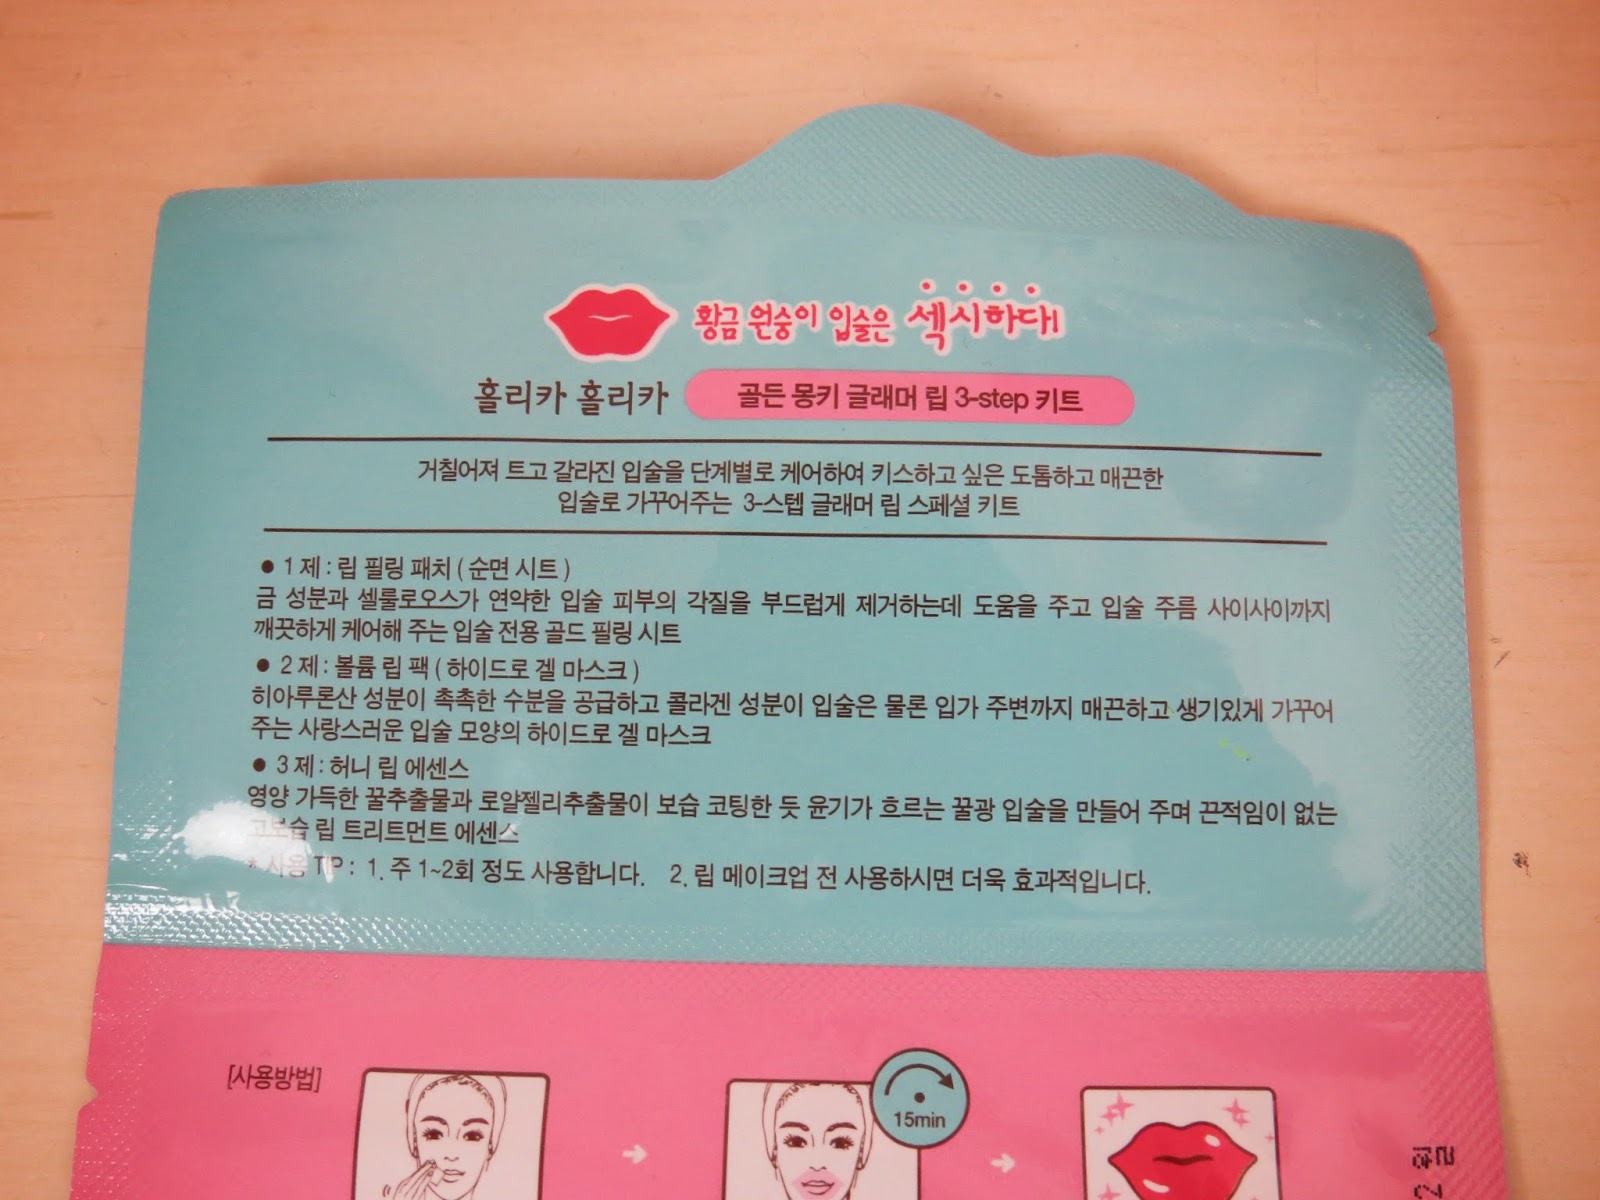 황금 원숭이 입술은 섹시하다!
홀리카 홀리카 골든 몽키 글래머 립 3-step 키트
거칠어져 트고 갈라진 입술을 단계별로 케어하여 키스하고 싶은 도톰하고 매끈한
입술로 가꾸어주는 3-스텝 글래머 립 스페셜 키트
● 1 제 : 립 필링 패치 ( 순면 시트 )
금 성분과 셀룰로오스가 연약한 입술 피부의 각질을 부드럽게 제거하는데 도움을 주고 입술 주름 사이사이까지
깨끗하게 케어해 주는 입술 전용 골드 필링 시트
● 2 제 : 볼륨 립 팩 ( 하이드로 겔 마스크 )
히아루론산 성분이 촉촉한 수분을 공급하고 콜라겐 성분이 입술은 물론 입가 주변까지 매끈하고 생기있게 가꾸어
주는 사랑스러운 입술 모양의 하이드로 겔 마스크
● 3 제 : 허니 립 에센스
영양 가득한 꿀추출물과 로얄젤리추출물이 보습 코팅한 듯 윤기가 흐르는 꿀광 입술을 만들어 주며 끈적임이 없는
고보습 립 트리트먼트 에센스
* 사용 TIP : 1. 주 1~2회 정도 사용합니다. 2. 립 메이크업 전 사용하시면 더욱 효과적입니다.
[사용방법]
15min